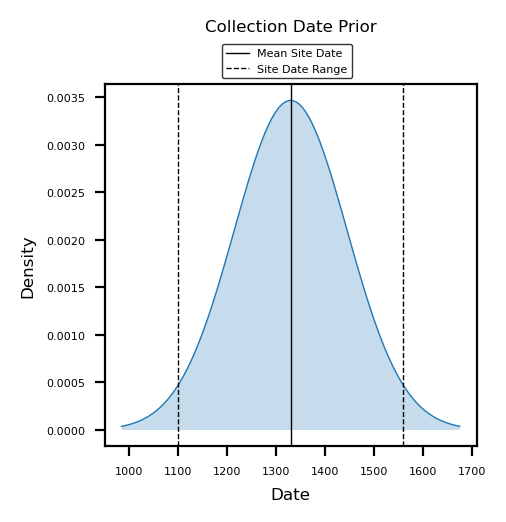 Collection Date Prior
Mean Site Date
Site Date Range
0.0035
0.0030
0.0025
0.0020
0.0015
0.0010
0.0005
0.0000
Density
1000 1100 1200 1300 1400 1500 1600 1700
Date